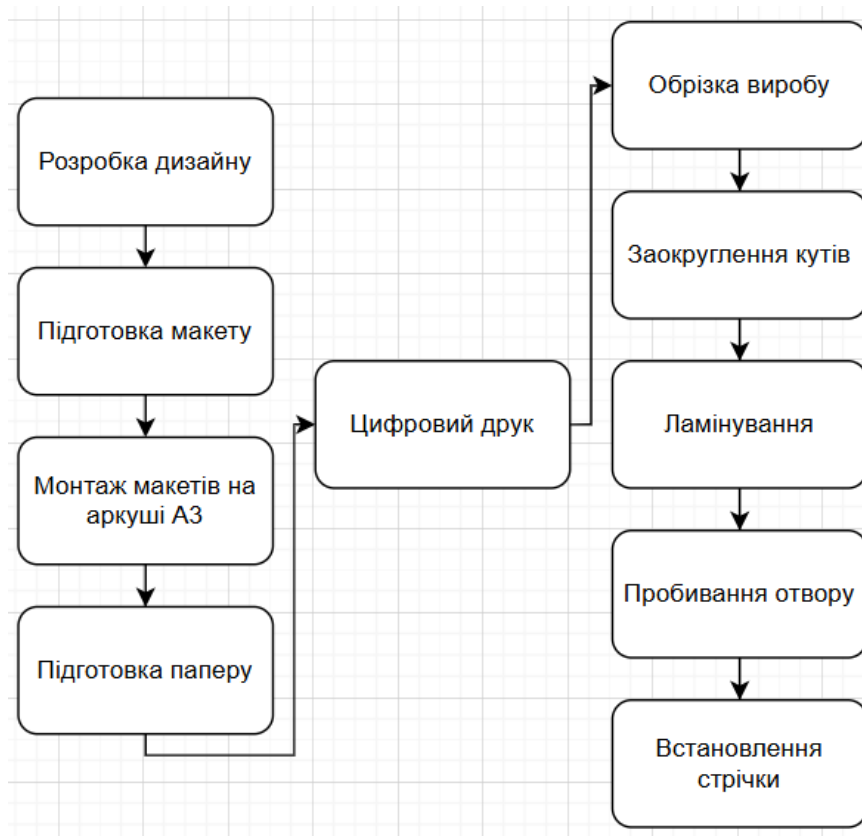 Розробка дизайну
Підготовка макету
Монтаж макетів на
аркуші А3
Підготовка паперу
Цифровий друк
Обрізка виробу
Заокруглення кутів
Ламінування
Пробивання отвору
Встановлення
стрічки